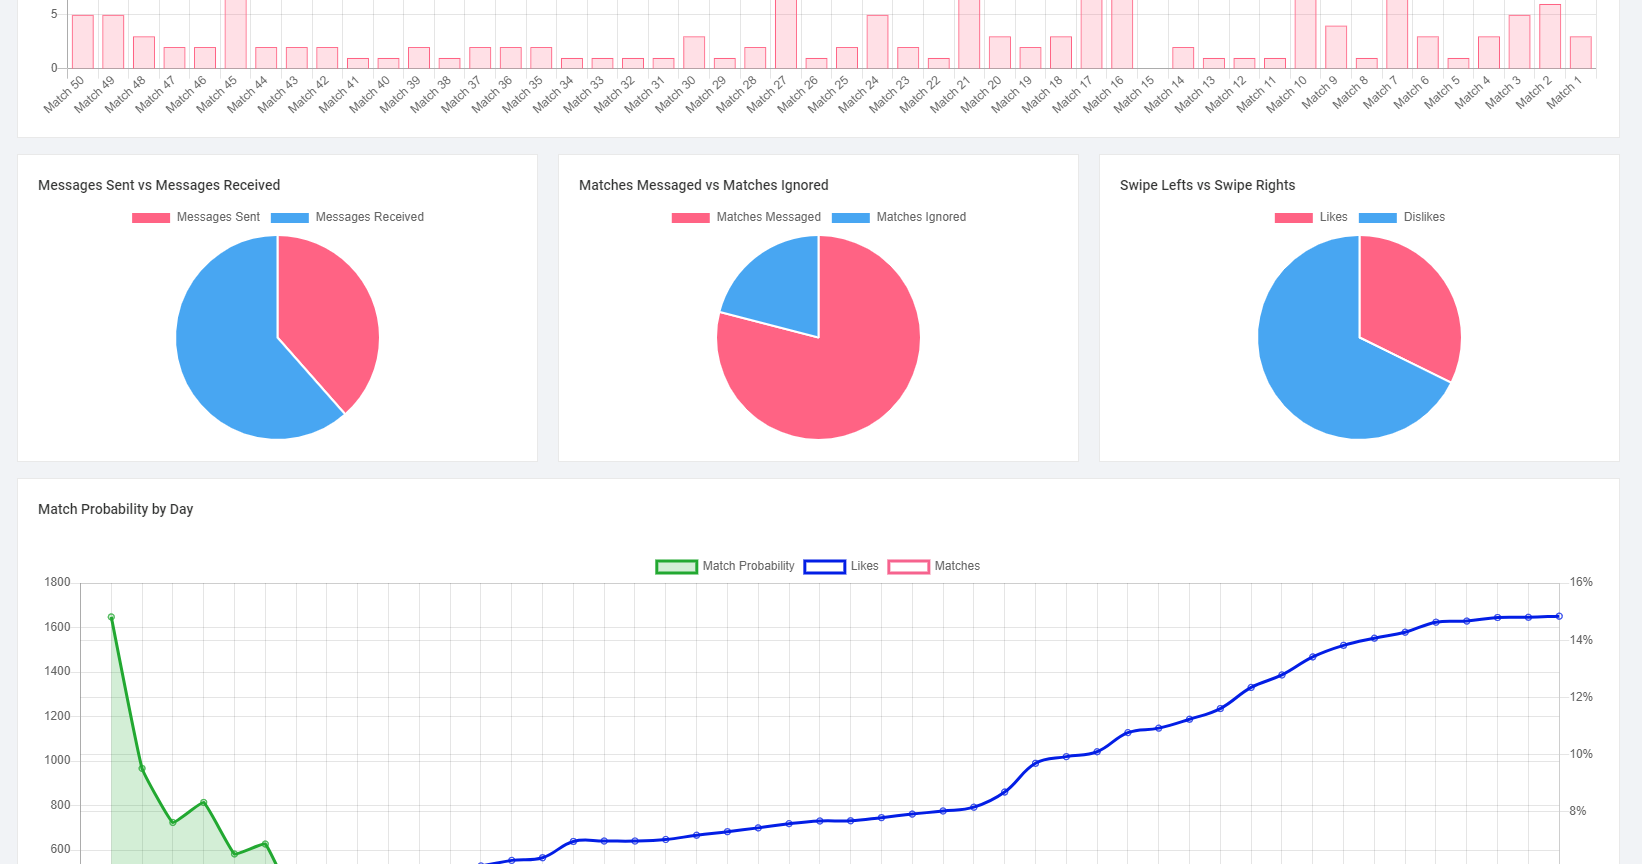 5
0
Match 50 Match 49 Match 48 Match 47 Match 46 Match 45 Match 44 Match 43 Match 42 Match 41 Match 40 Match 39 Match 38 Match 37 Match 36 Match 35 Match 34 Match 33 Match 32 Match 31 Match 30 Match 29 Match 28 Match 27 Match 26 Match 25 Match 24 Match 23 Match 22 Match 21 Match 20 Match 19 Match 18 Match 17 Match 16 Match 15 Match 14 Match 13 Match 12 Match 11 Match 10 Match 9 Match 8 Match 7 Match 6 Match 5 Match 4 Match 3 Match 2 Match 1
Messages Sent vs Messages Received
Messages Sent Messages Received
Matches Messaged vs Matches Ignored
Matches Messaged Matches Ignored
Swipe Lefts vs Swipe Rights
Likes Dislikes
Match Probability by Day
Match Probability Likes Matches
1800
1600
1400
1200
1000
800
600
16%
14%
12%
10%
8%